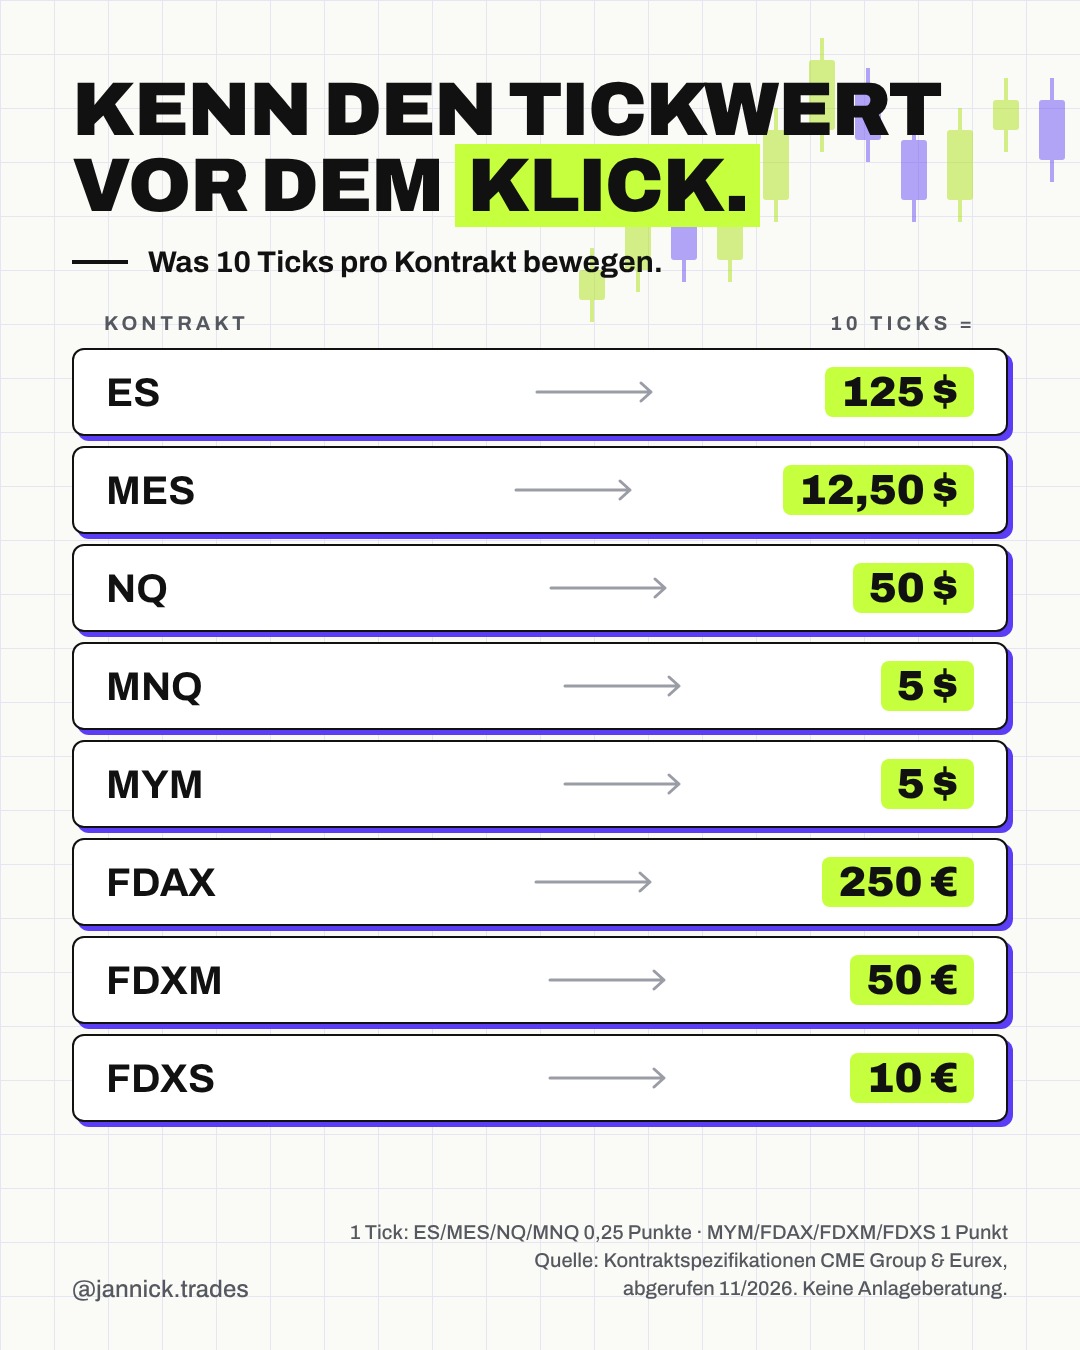 KENN DEN TICKWERT
VOR DEM KLICK.
Was 10 Ticks pro Kontrakt bewegen.
KONTRAKT 10 TICKS =
ES 125 $
MES 12,50 $
NQ 50 $
MNQ 5 $
MYM 5 $
FDAX 250 €
FDXM 50 €
FDXS 10 €
1 Tick: ES/MES/NQ/MNQ 0,25 Punkte · MYM/FDAX/FDXM/FDXS 1 Punkt
Quelle: Kontraktspezifikationen CME Group & Eurex,
abgerufen 11/2026. Keine Anlageberatung.
@jannick.trades